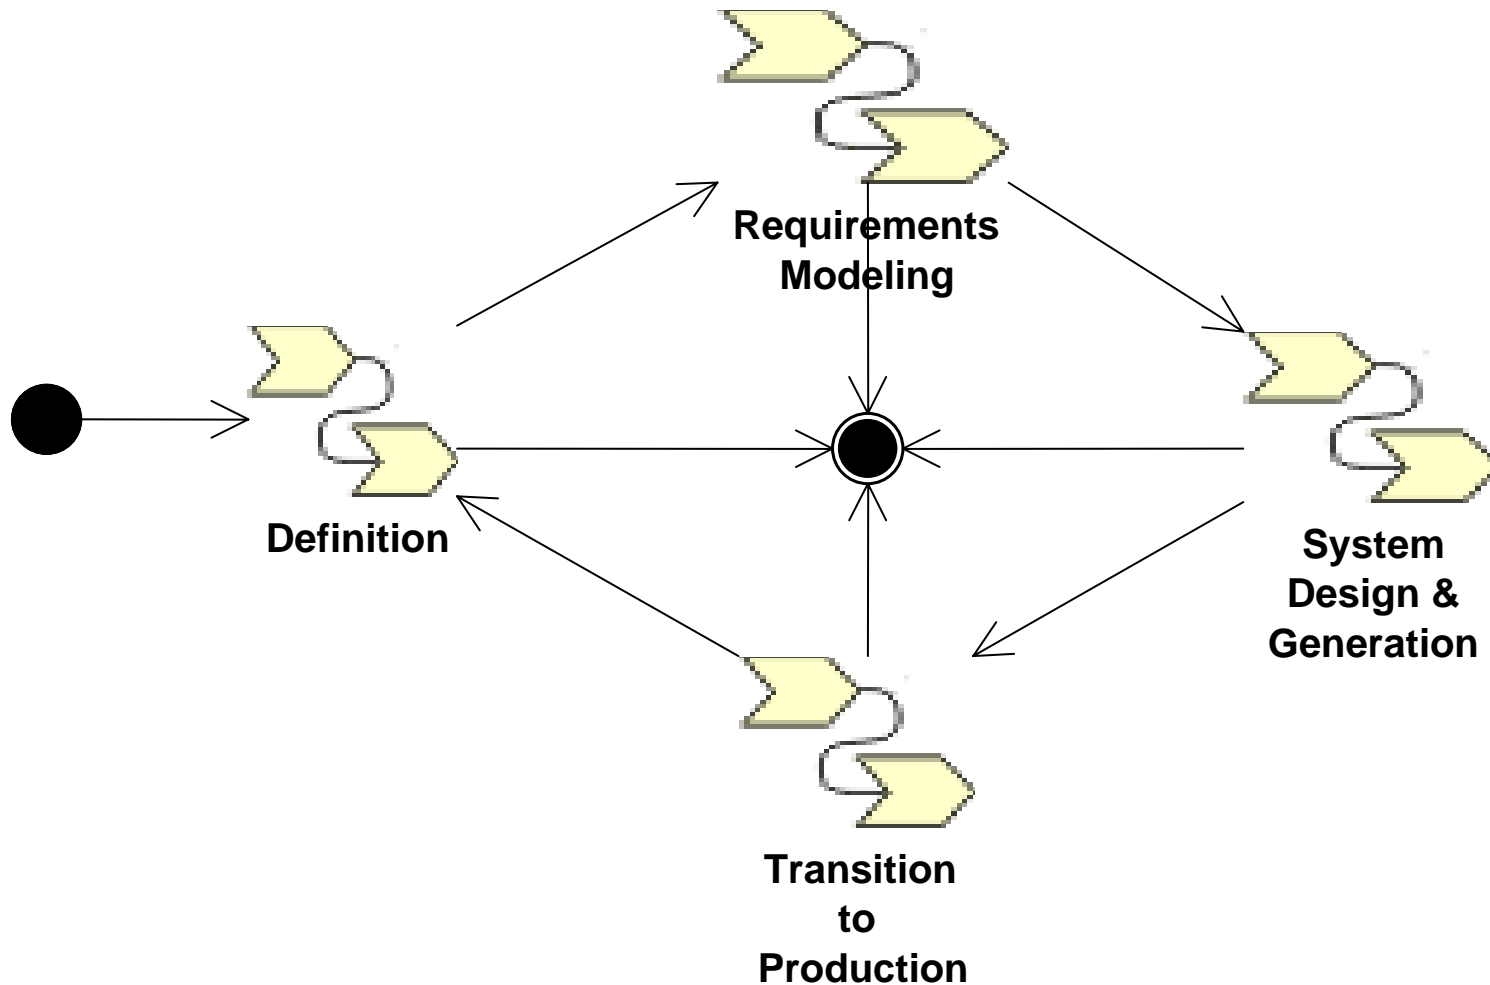 Requirements
Modeling
Definition
System
Design &
Generation
Transition
to
Production